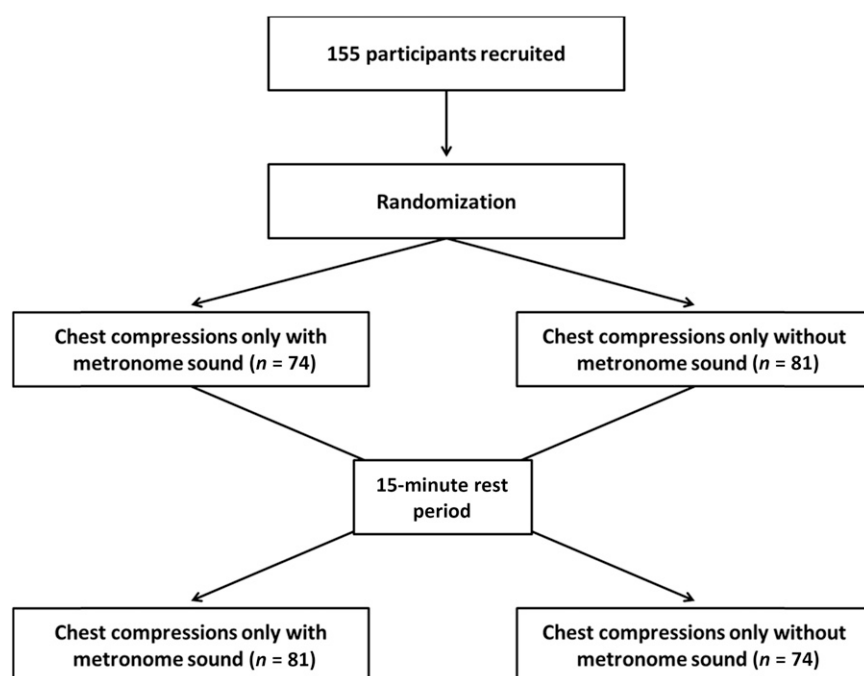 155 participants recruited
Randomization
Chest compressions only with
metronome sound (n = 74)
Chest compressions only without
metronome sound (n = 81)
15-minute rest
period
Chest compressions only with
metronome sound (n = 81)
Chest compressions only without
metronome sound (n = 74)